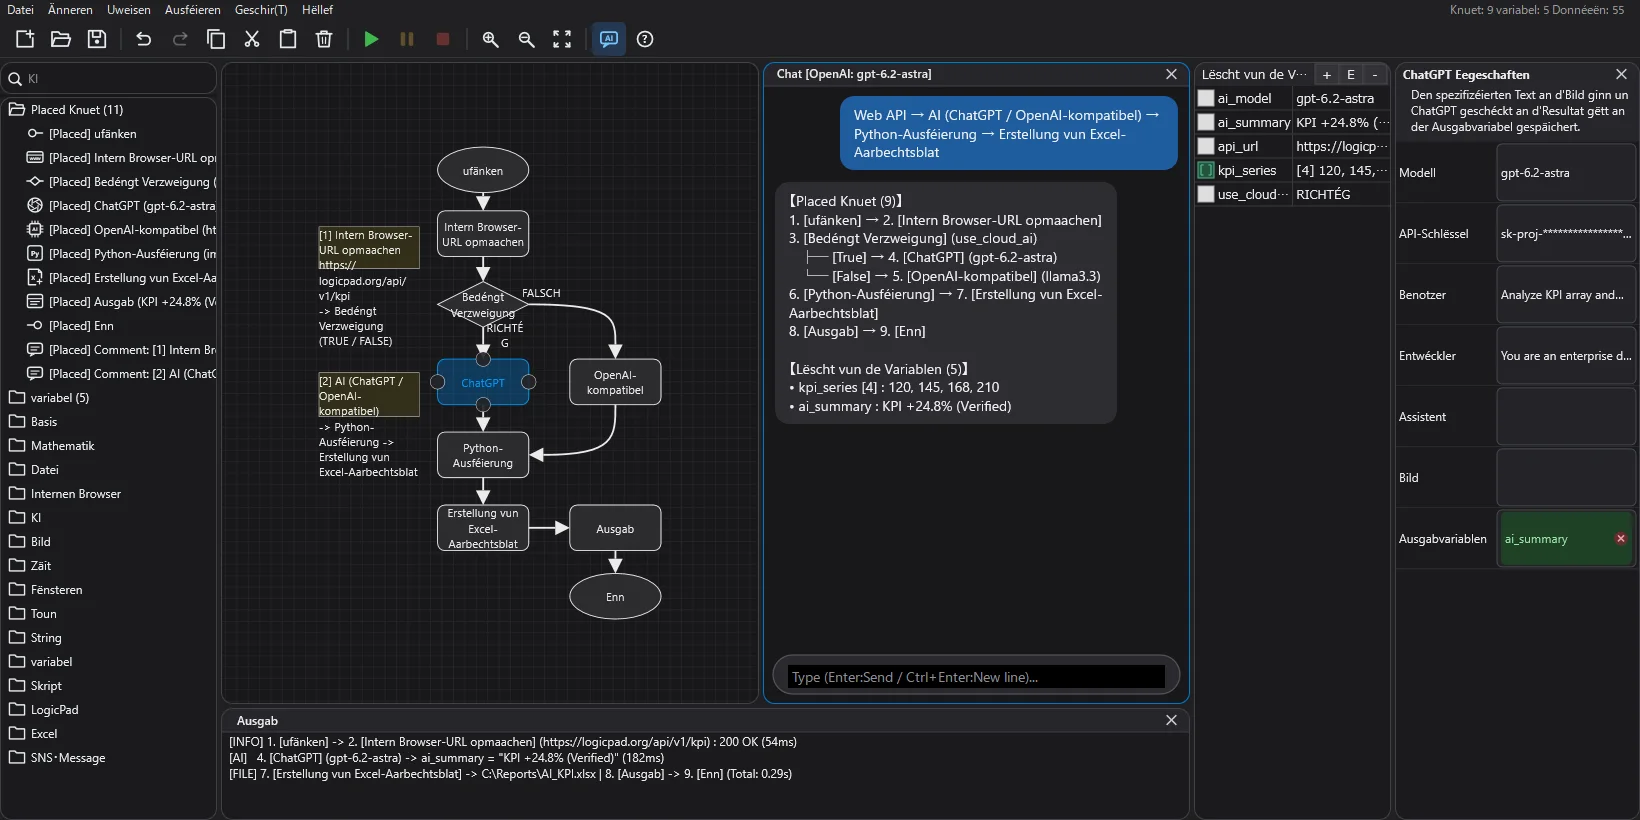 Datei Änneren Uweisen Ausféieren Geschir(T) Hëllef
Knuet: 9 variabel: 5 Donnéeën: 55
KI
Placed Knuet (11)
[Placed] ufänken
[Placed] Intern Browser-URL op
[Placed] Bedéngt Verzweigung (
[Placed] ChatGPT (gpt-6.2-astra
[Placed] OpenAI-kompatibel (ht
[Placed] Python-Ausféierung (in
[Placed] Erstellung vun Excel-Aa
[Placed] Ausgab (KPI +24.8% (Ve
[Placed] Enn
[Placed] Comment: [1] Intern Br
[Placed] Comment: [2] AI (ChatG
variabel (5)
Basis
Mathematik
Datei
Internen Browser
KI
Bild
Zäit
Fënsteren
Toun
String
variabel
Skript
LogicPad
Excel
SNS･Message
ufänken
Intern Browser-
URL opmaachen
Bedéngt
Verzweigung
FALSCH
RICHTÉ
G
ChatGPT
OpenAI-
kompatibel
Python-
Ausféierung
Erstellung vun
Excel-
Aarbechtsblat
Ausgab
Enn
[1] Intern Browser-
URL opmaachen
https://
logicpad.org/api/
v1/kpi
-> Bedéngt
Verzweigung
(TRUE / FALSE)
[2] AI (ChatGPT /
OpenAI-
kompatibel)
-> Python-
Ausféierung ->
Erstellung vun
Excel-Aarbechtsblat
Chat [OpenAI: gpt-6.2-astra]
Web API → AI (ChatGPT / OpenAI-kompatibel) →
Python-Ausféierung → Erstellung vun Excel-
Aarbechtsblat
【Placed Knuet (9)】
1. [ufänken] → 2. [Intern Browser-URL opmaachen]
3. [Bedéngt Verzweigung] (use_cloud_ai)
├── [True] → 4. [ChatGPT] (gpt-6.2-astra)
└── [False] → 5. [OpenAI-kompatibel] (llama3.3)
6. [Python-Ausféierung] → 7. [Erstellung vun Excel-
Aarbechtsblat]
8. [Ausgab] → 9. [Enn]
【Lëscht vun de Variablen (5)】
• kpi_series [4] : 120, 145, 168, 210
• ai_summary : KPI +24.8% (Verified)
Type (Enter:Send / Ctrl+Enter:New line)...
Ausgab
[INFO] 1. [ufänken] -> 2. [Intern Browser-URL opmaachen] (https://logicpad.org/api/v1/kpi) : 200 OK (54ms)
[AI] 4. [ChatGPT] (gpt-6.2-astra) -> ai_summary = "KPI +24.8% (Verified)" (182ms)
[FILE] 7. [Erstellung vun Excel-Aarbechtsblat] -> C:\Reports\AI_KPI.xlsx | 8. [Ausgab] -> 9. [Enn] (Total: 0.29s)
Lëscht vun de V··· + E -
ai_model gpt-6.2-astra
ai_summary KPI +24.8% (···
api_url https://logicp···
kpi_series [4] 120, 145,···
use_cloud··· RICHTÉG
ChatGPT Eegeschaften
Den spezifizéierten Text an d'Bild ginn un
ChatGPT geschéckt an d'Resultat gëtt an
der Ausgabvariabel gespäichert.
Modell gpt-6.2-astra
API-Schlëssel sk-proj-****************...
Benotzer Analyze KPI array and...
Entwéckler You are an enterprise d...
Assistent
Bild
Ausgabvariablen ai_summary